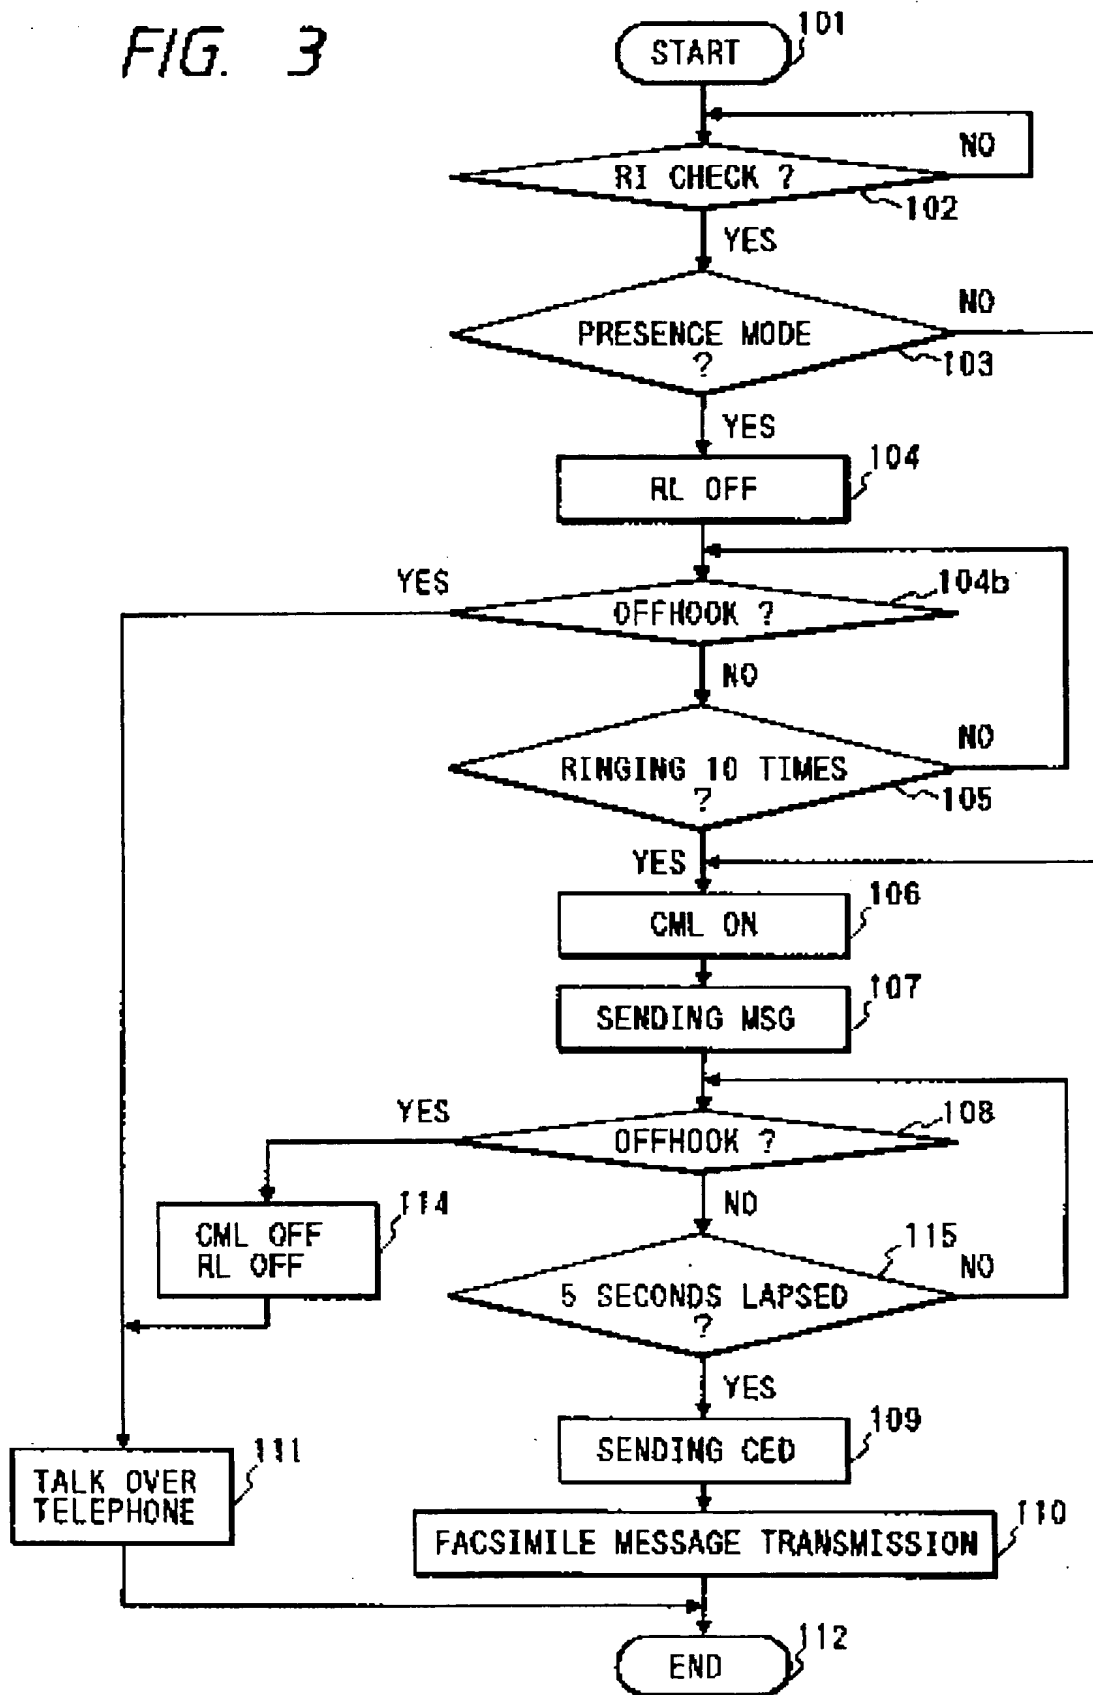 FIG. 3
START
101
NO
RI CHECK ?
102
YES
NO
PRESENCE MODE
?
103
YES
104
RL OFF
YES
104b
OFFHOOK ?
NO
NO
RINGING 10 TIMES
?
105
YES
106
CML ON
107
SENDING MSG
YES
108
OFFHOOK ?
114
NO
CML OFF
RL OFF
115
NO
5 SECONDS LAPSED
?
YES
109
SENDING CED
111
TALK OVER
TELEPHONE
110
FACSIMILE MESSAGE TRANSMISSION
112
END